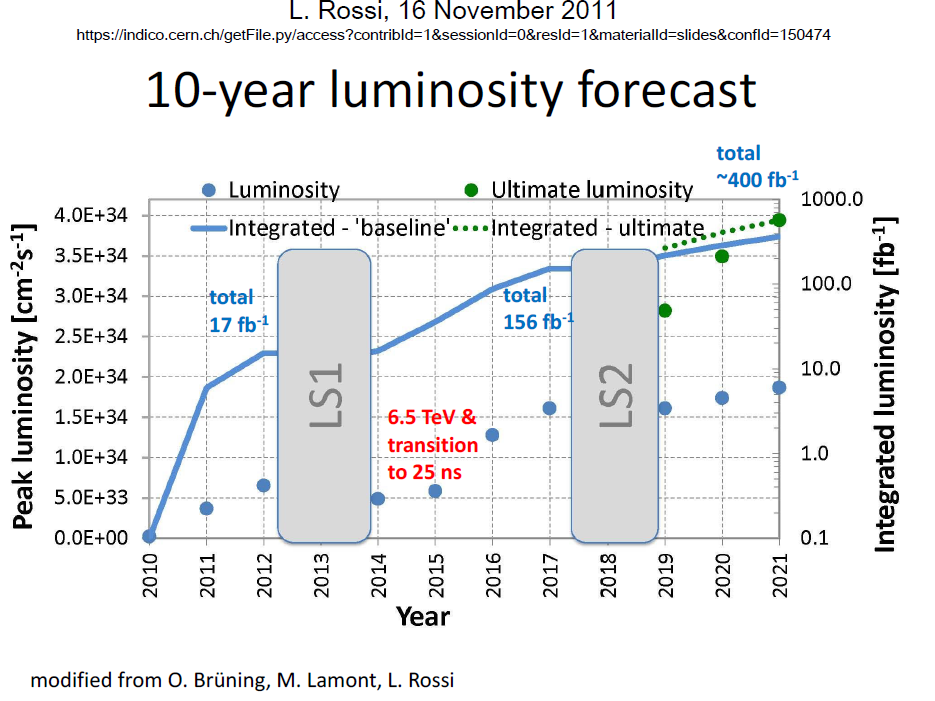 L. Rossi, 16 November 2011
https://indico.cern.ch/getFile.py/access?contribId=1&sessionId=0&resId=1&materialId=slides&confId=150474
10-year luminosity forecast
total
~400 fb-1
Luminosity
Ultimate luminosity
Integrated - 'baseline'
Integrated - ultimate
Peak luminosity [cm-2s-1]
4.0E+34
3.5E+34
3.0E+34
2.5E+34
2.0E+34
1.5E+34
1.0E+34
5.0E+33
0.0E+00
total
17 fb-1
LS1
total
156 fb-1
6.5 TeV &
transition
to 25 ns
LS2
1000.0
100.0
10.0
1.0
0.1
Integrated luminosity [fb-1]
2010
2011
2012
2013
2014
2015
2016
2017
2018
2019
2020
2021
Year
modified from O. Brüning, M. Lamont, L. Rossi